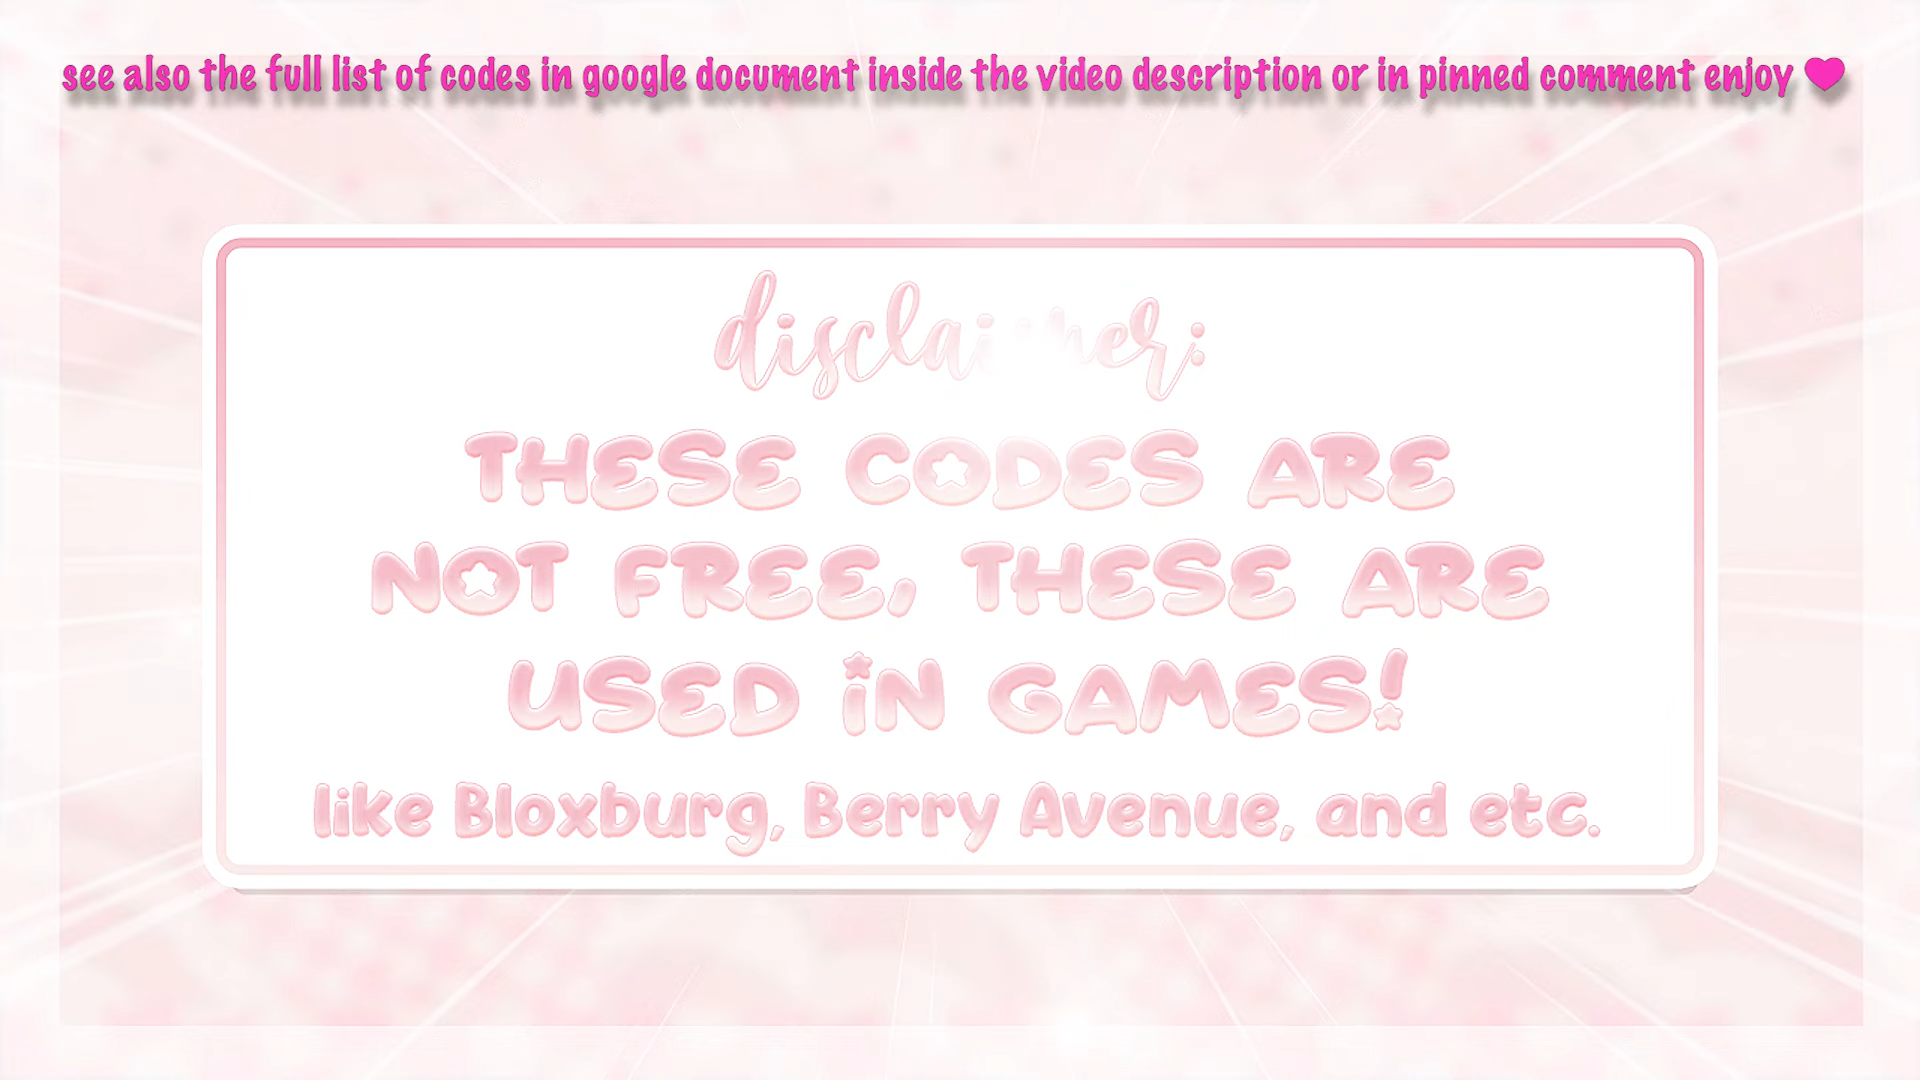 see also the full list of codes in google document inside the video description or in pinned comment enjoy ♥
disclaimer:
THESE CODES ARE
NOT FREE, THESE ARE
USED iN GAMES!
like Bloxburg, Berry Avenue, and etc.